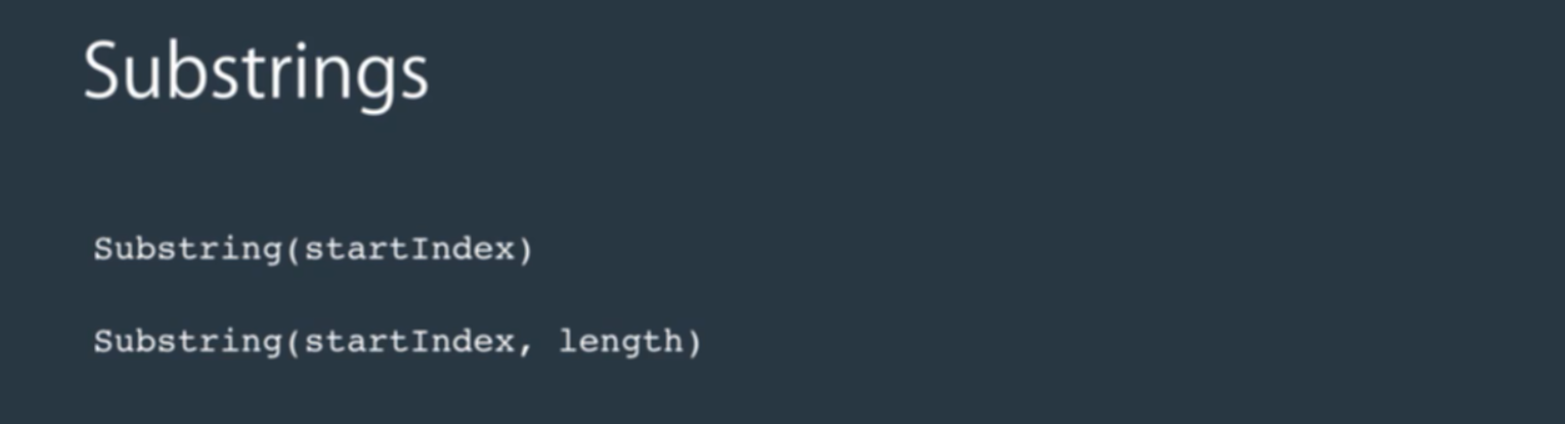 Substrings
Substring(startIndex)
Substring(startIndex, length)